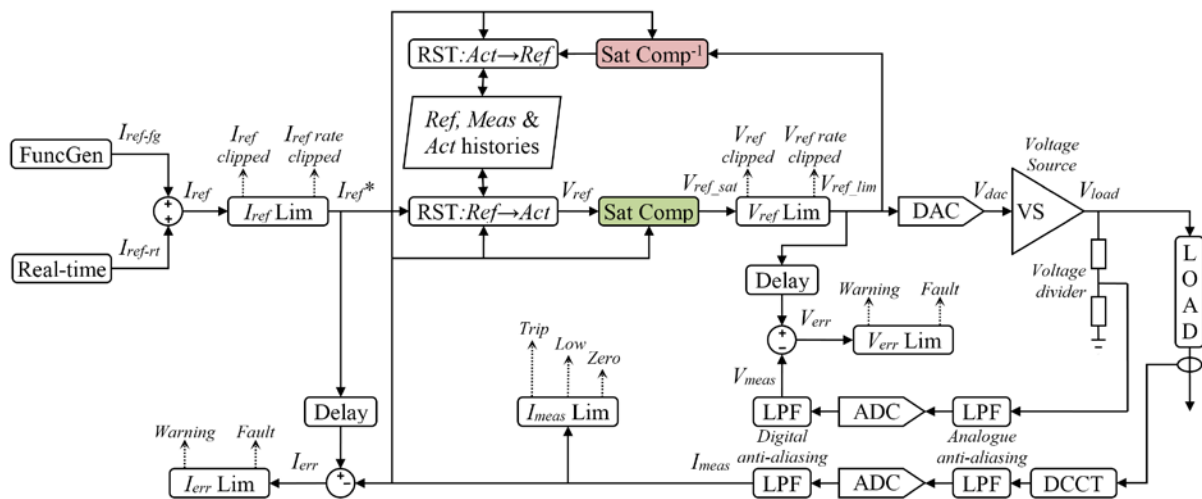 RST:Act→Ref
Sat Comp-1
Ref, Meas &
Act histories
FuncGen
Iref-fg
Iref
clipped
Iref rate
clipped
Vref
clipped
Vref rate
clipped
Voltage
Source
Iref
Iref*
Vref
Vref_sat
Vref_lim
Vdac
Vload
+
+
Iref Lim
RST:Ref→Act
Sat Comp
Vref Lim
DAC
VS
Iref-rt
Real-time
Delay
Voltage
divider
L
O
A
D
Warning
Fault
Verr
+
−
Verr Lim
Trip
Low
Zero
Vmeas
Imeas Lim
LPF
ADC
LPF
Delay
Digital
anti-aliasing
Analogue
anti-aliasing
Warning
Fault
Ierr
Imeas
+
−
Ierr Lim
LPF
ADC
LPF
DCCT